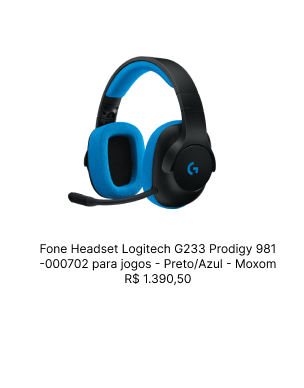 Fone Headset Logitech G233 Prodigy 981
-000702 para jogos - Preto/Azul - Moxom
R$ 1.390,50